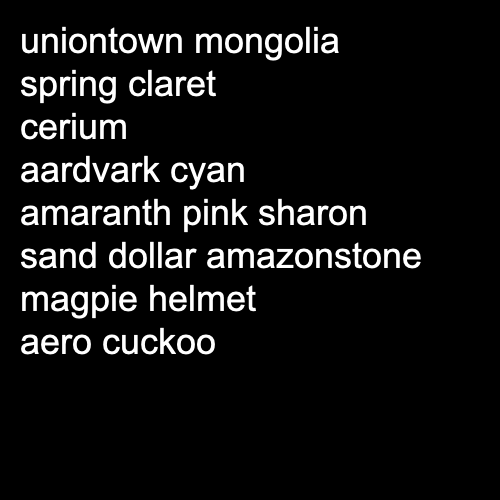 uniontown mongolia
spring claret
cerium
aardvark cyan
amaranth pink sharon
sand dollar amazonstone
magpie helmet
aero cuckoo